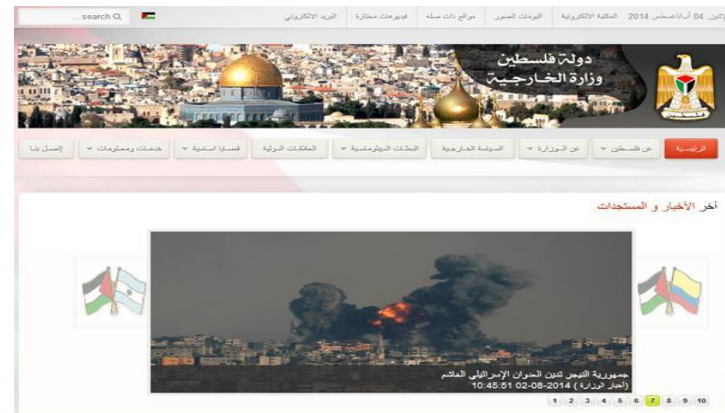 الاثنين, 04 آب/أغسطس 2014 المكتبة الالكترونية البومات الصور مواقع ذات صله فيديوهات مختارة البريد الالكتروني
search...
دولة فلسطين
وزارة الخارجية
الرئيسية عن فلسطين عن الوزارة السياسة الخارجية البعثات الدبلوماسية العلاقات الدولية قضايا اساسية خدمات ومعلومات إتصل بنا
أخر الأخبار و المستجدات
جمهورية النيجر تدين العدوان الإسرائيلي الغاشم
(أخبار الوزارة ) 2014-08-02 10:45:51
1 2 3 4 5 6 7 8 9 10